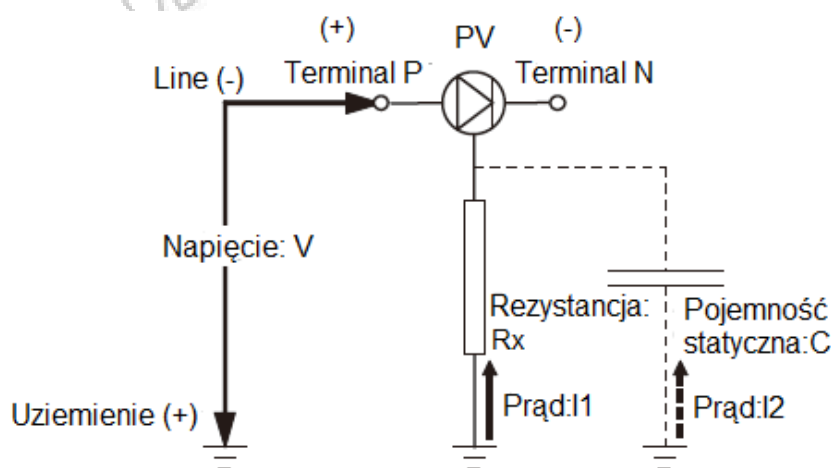 (+)
PV
(-)
Line (-)
Terminal P
Terminal N
Napięcie: V
Rezystancja:
Rx
Pojemność
statyczna:C
Uziemienie (+)
Prąd:I1
Prąd:I2